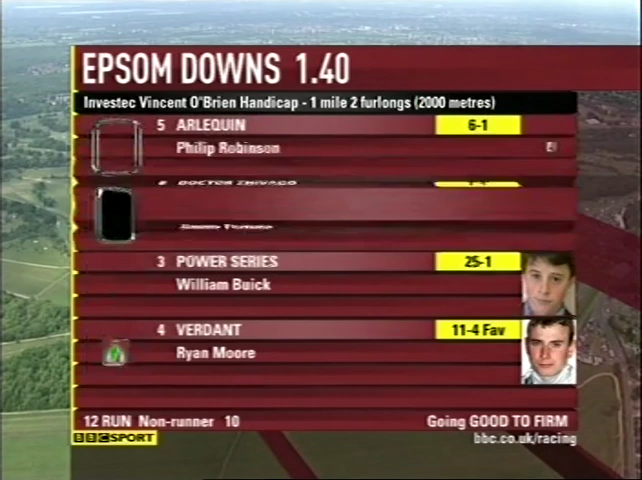 EPSOM DOWNS 1.40
Investec Vincent O'Brien Handicap - 1 mile 2 furlongs (2000 metres)
5 ARLEQUIN 6-1
Philip Robinson
DOCTOR ZHIVAGO
3 POWER SERIES 25-1
William Buick
4 VERDANT 11-4 Fav
Ryan Moore
12 RUN Non-runner 10 Going GOOD TO FIRM
BBC SPORT bbc.co.uk/racing